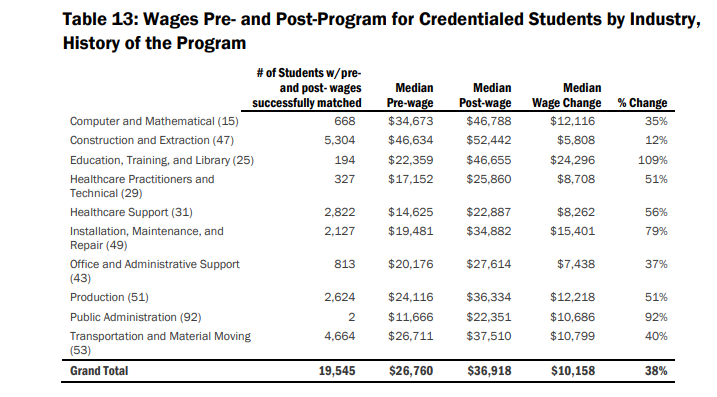 Table 13: Wages Pre- and Post-Program for Credentialed Students by Industry,
History of the Program
# of Students w/pre-
and post- wages Median Median Median
successfully matched Pre-wage Post-wage Wage Change % Change
Computer and Mathematical (15) 668 $34,673 $46,788 $12,116 35%
Construction and Extraction (47) 5,304 $46,634 $52,442 $5,808 12%
Education, Training, and Library (25) 194 $22,359 $46,655 $24,296 109%
Healthcare Practitioners and 327 $17,152 $25,860 $8,708 51%
Technical (29)
Healthcare Support (31) 2,822 $14,625 $22,887 $8,262 56%
Installation, Maintenance, and 2,127 $19,481 $34,882 $15,401 79%
Repair (49)
Office and Administrative Support 813 $20,176 $27,614 $7,438 37%
(43)
Production (51) 2,624 $24,116 $36,334 $12,218 51%
Public Administration (92) 2 $11,666 $22,351 $10,686 92%
Transportation and Material Moving 4,664 $26,711 $37,510 $10,799 40%
(53)
Grand Total 19,545 $26,760 $36,918 $10,158 38%